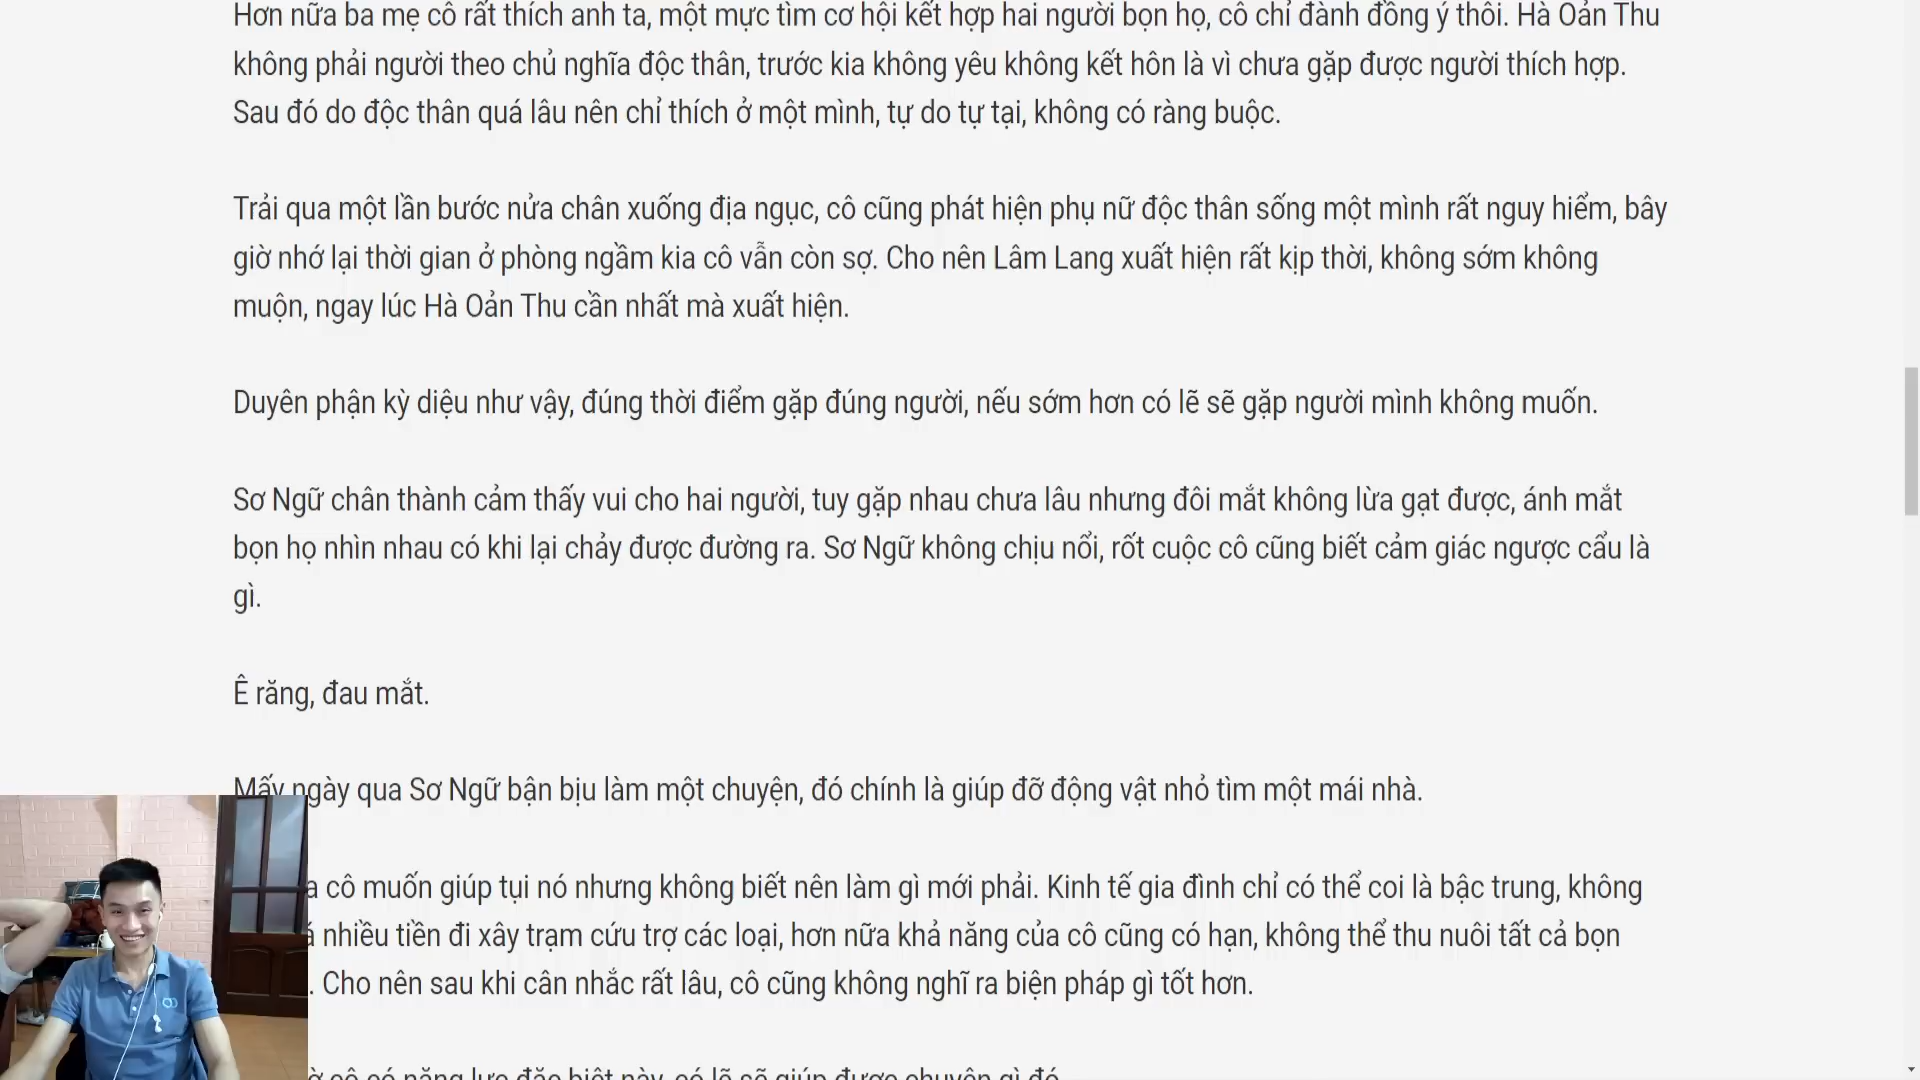 Hơn nữa ba mẹ cô rất thích anh ta, một mực tìm cơ hội kết hợp hai người bọn họ, cô chỉ đành đồng ý thôi. Hà Oản Thu
không phải người theo chủ nghĩa độc thân, trước kia không yêu không kết hôn là vì chưa gặp được người thích hợp.
Sau đó do độc thân quá lâu nên chỉ thích ở một mình, tự do tự tại, không có ràng buộc.
Trải qua một lần bước nửa chân xuống địa ngục, cô cũng phát hiện phụ nữ độc thân sống một mình rất nguy hiểm, bây
giờ nhớ lại thời gian ở phòng ngầm kia cô vẫn còn sợ. Cho nên Lâm Lang xuất hiện rất kịp thời, không sớm không
muộn, ngay lúc Hà Oản Thu cần nhất mà xuất hiện.
Duyên phận kỳ diệu như vậy, đúng thời điểm gặp đúng người, nếu sớm hơn có lẽ sẽ gặp người mình không muốn.
Sơ Ngữ chân thành cảm thấy vui cho hai người, tuy gặp nhau chưa lâu nhưng đôi mắt không lừa gạt được, ánh mắt
bọn họ nhìn nhau có khi lại chảy được đường ra. Sơ Ngữ không chịu nổi, rốt cuộc cô cũng biết cảm giác ngược cẩu là
gì.
Ê răng, đau mắt.
Mấy ngày qua Sơ Ngữ bận bịu làm một chuyện, đó chính là giúp đỡ động vật nhỏ tìm một mái nhà.
cô muốn giúp tụi nó nhưng không biết nên làm gì mới phải. Kinh tế gia đình chỉ có thể coi là bậc trung, không
nhiều tiền đi xây trạm cứu trợ các loại, hơn nữa khả năng của cô cũng có hạn, không thể thu nuôi tất cả bọn
. Cho nên sau khi cân nhắc rất lâu, cô cũng không nghĩ ra biện pháp gì tốt hơn.
cô có năng lực đặc biệt này, có lẽ sẽ giúp được chuyện gì đó